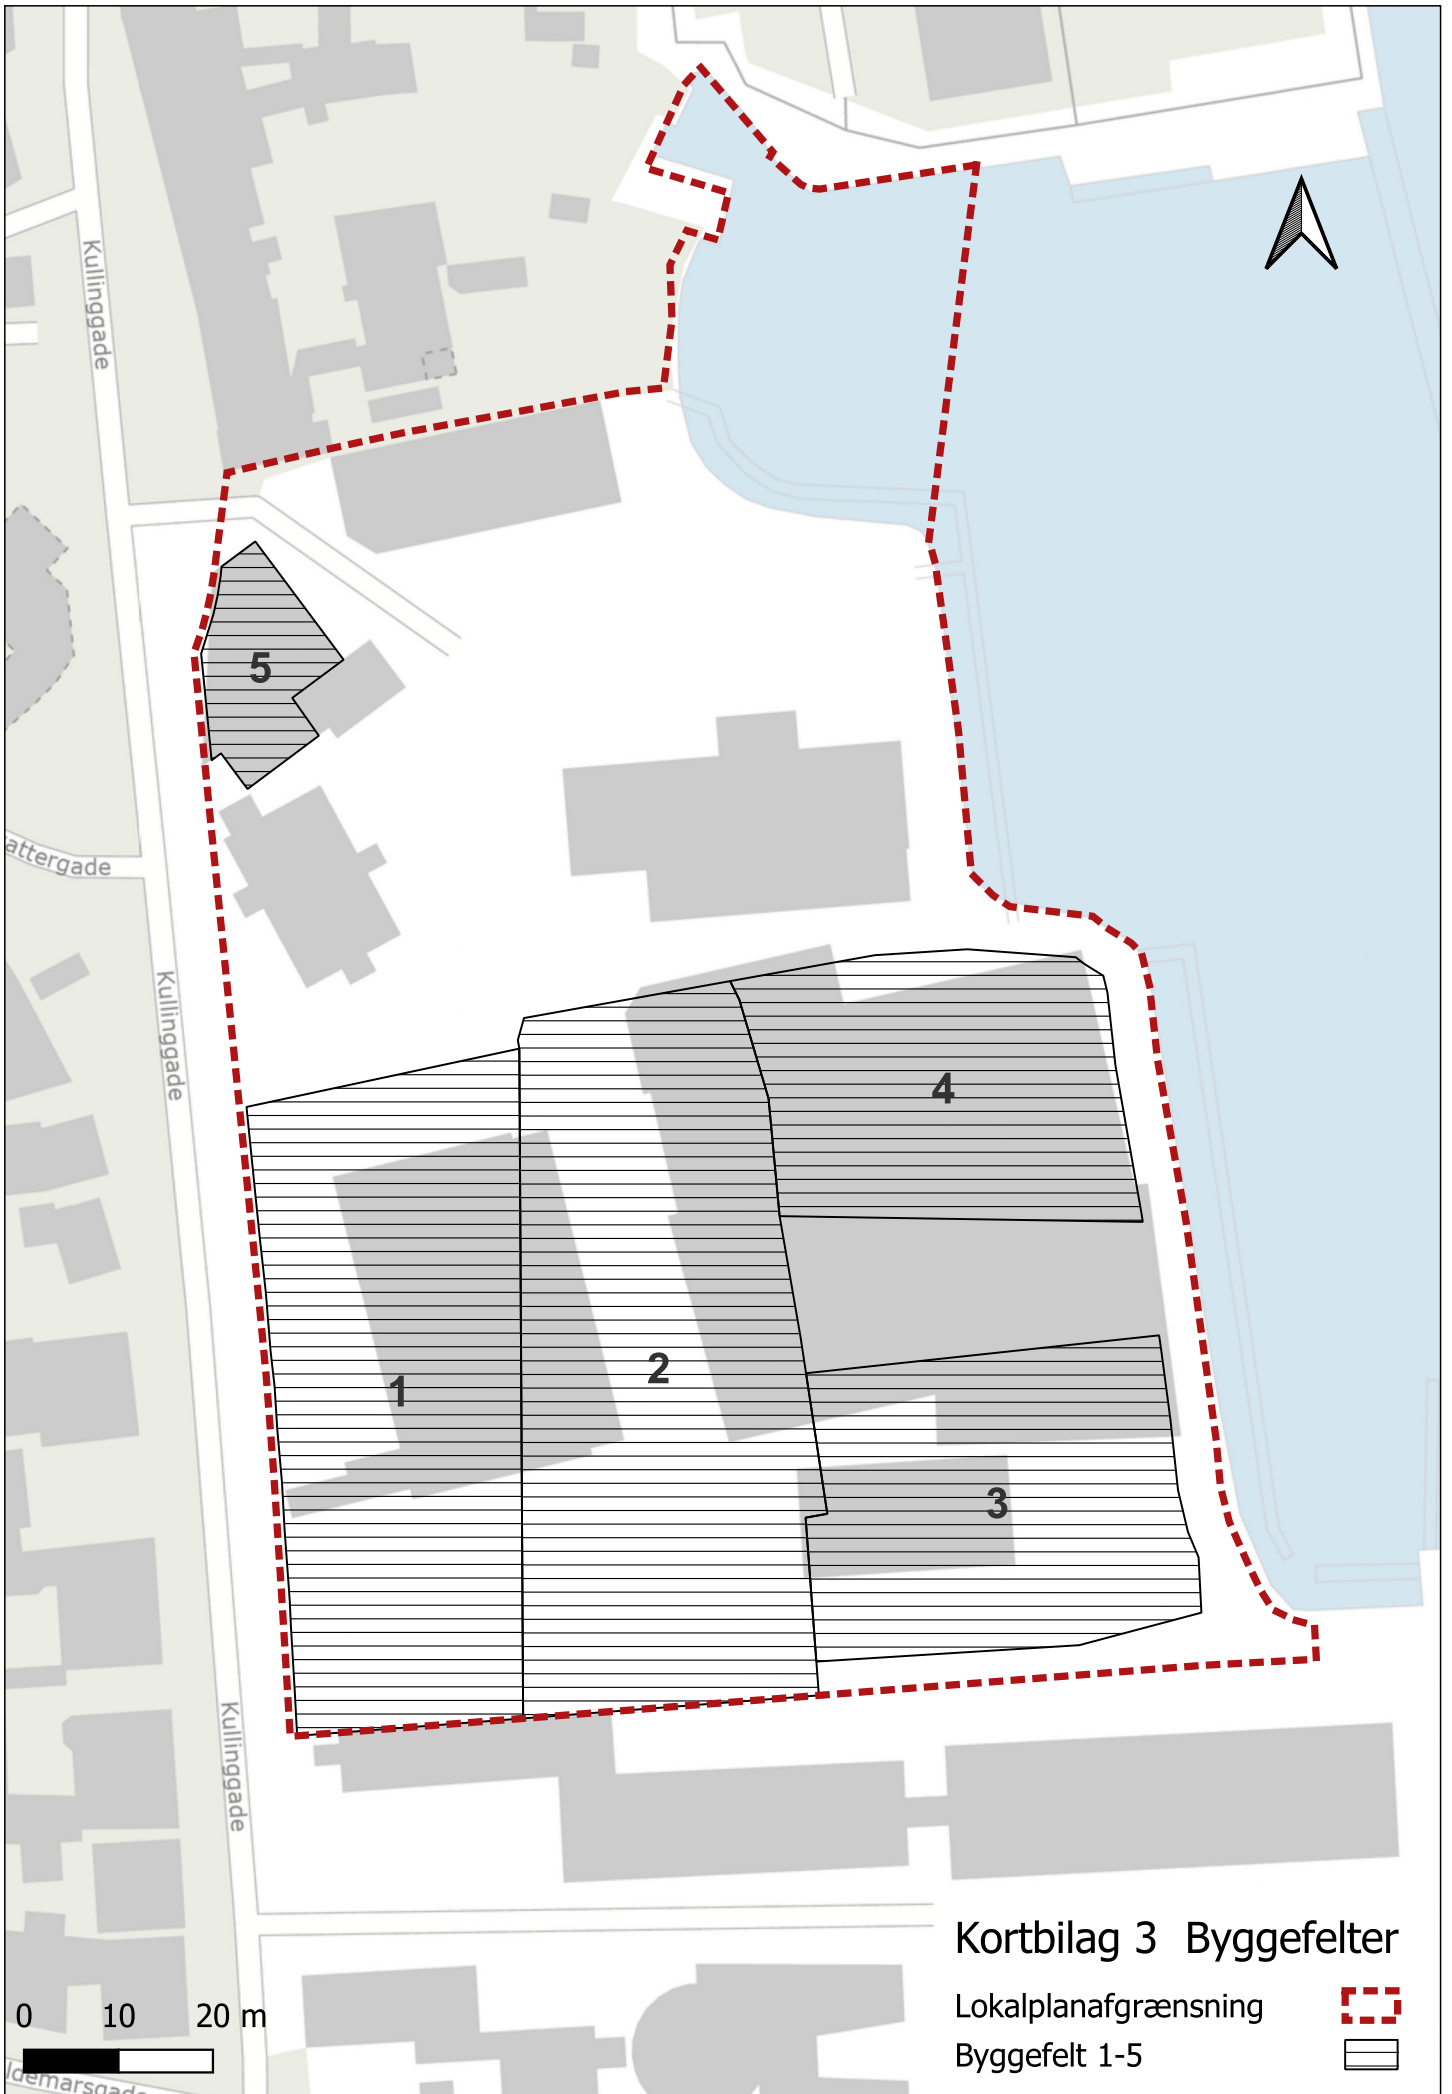 Kullinggade
5
attergade
Kullinggade
4
2
1
3
Kullinggade
Kortbilag 3 Byggefelter
0 10 20 m
Lokalplanafgrænsning
Byggefelt 1-5
ldemarsgade